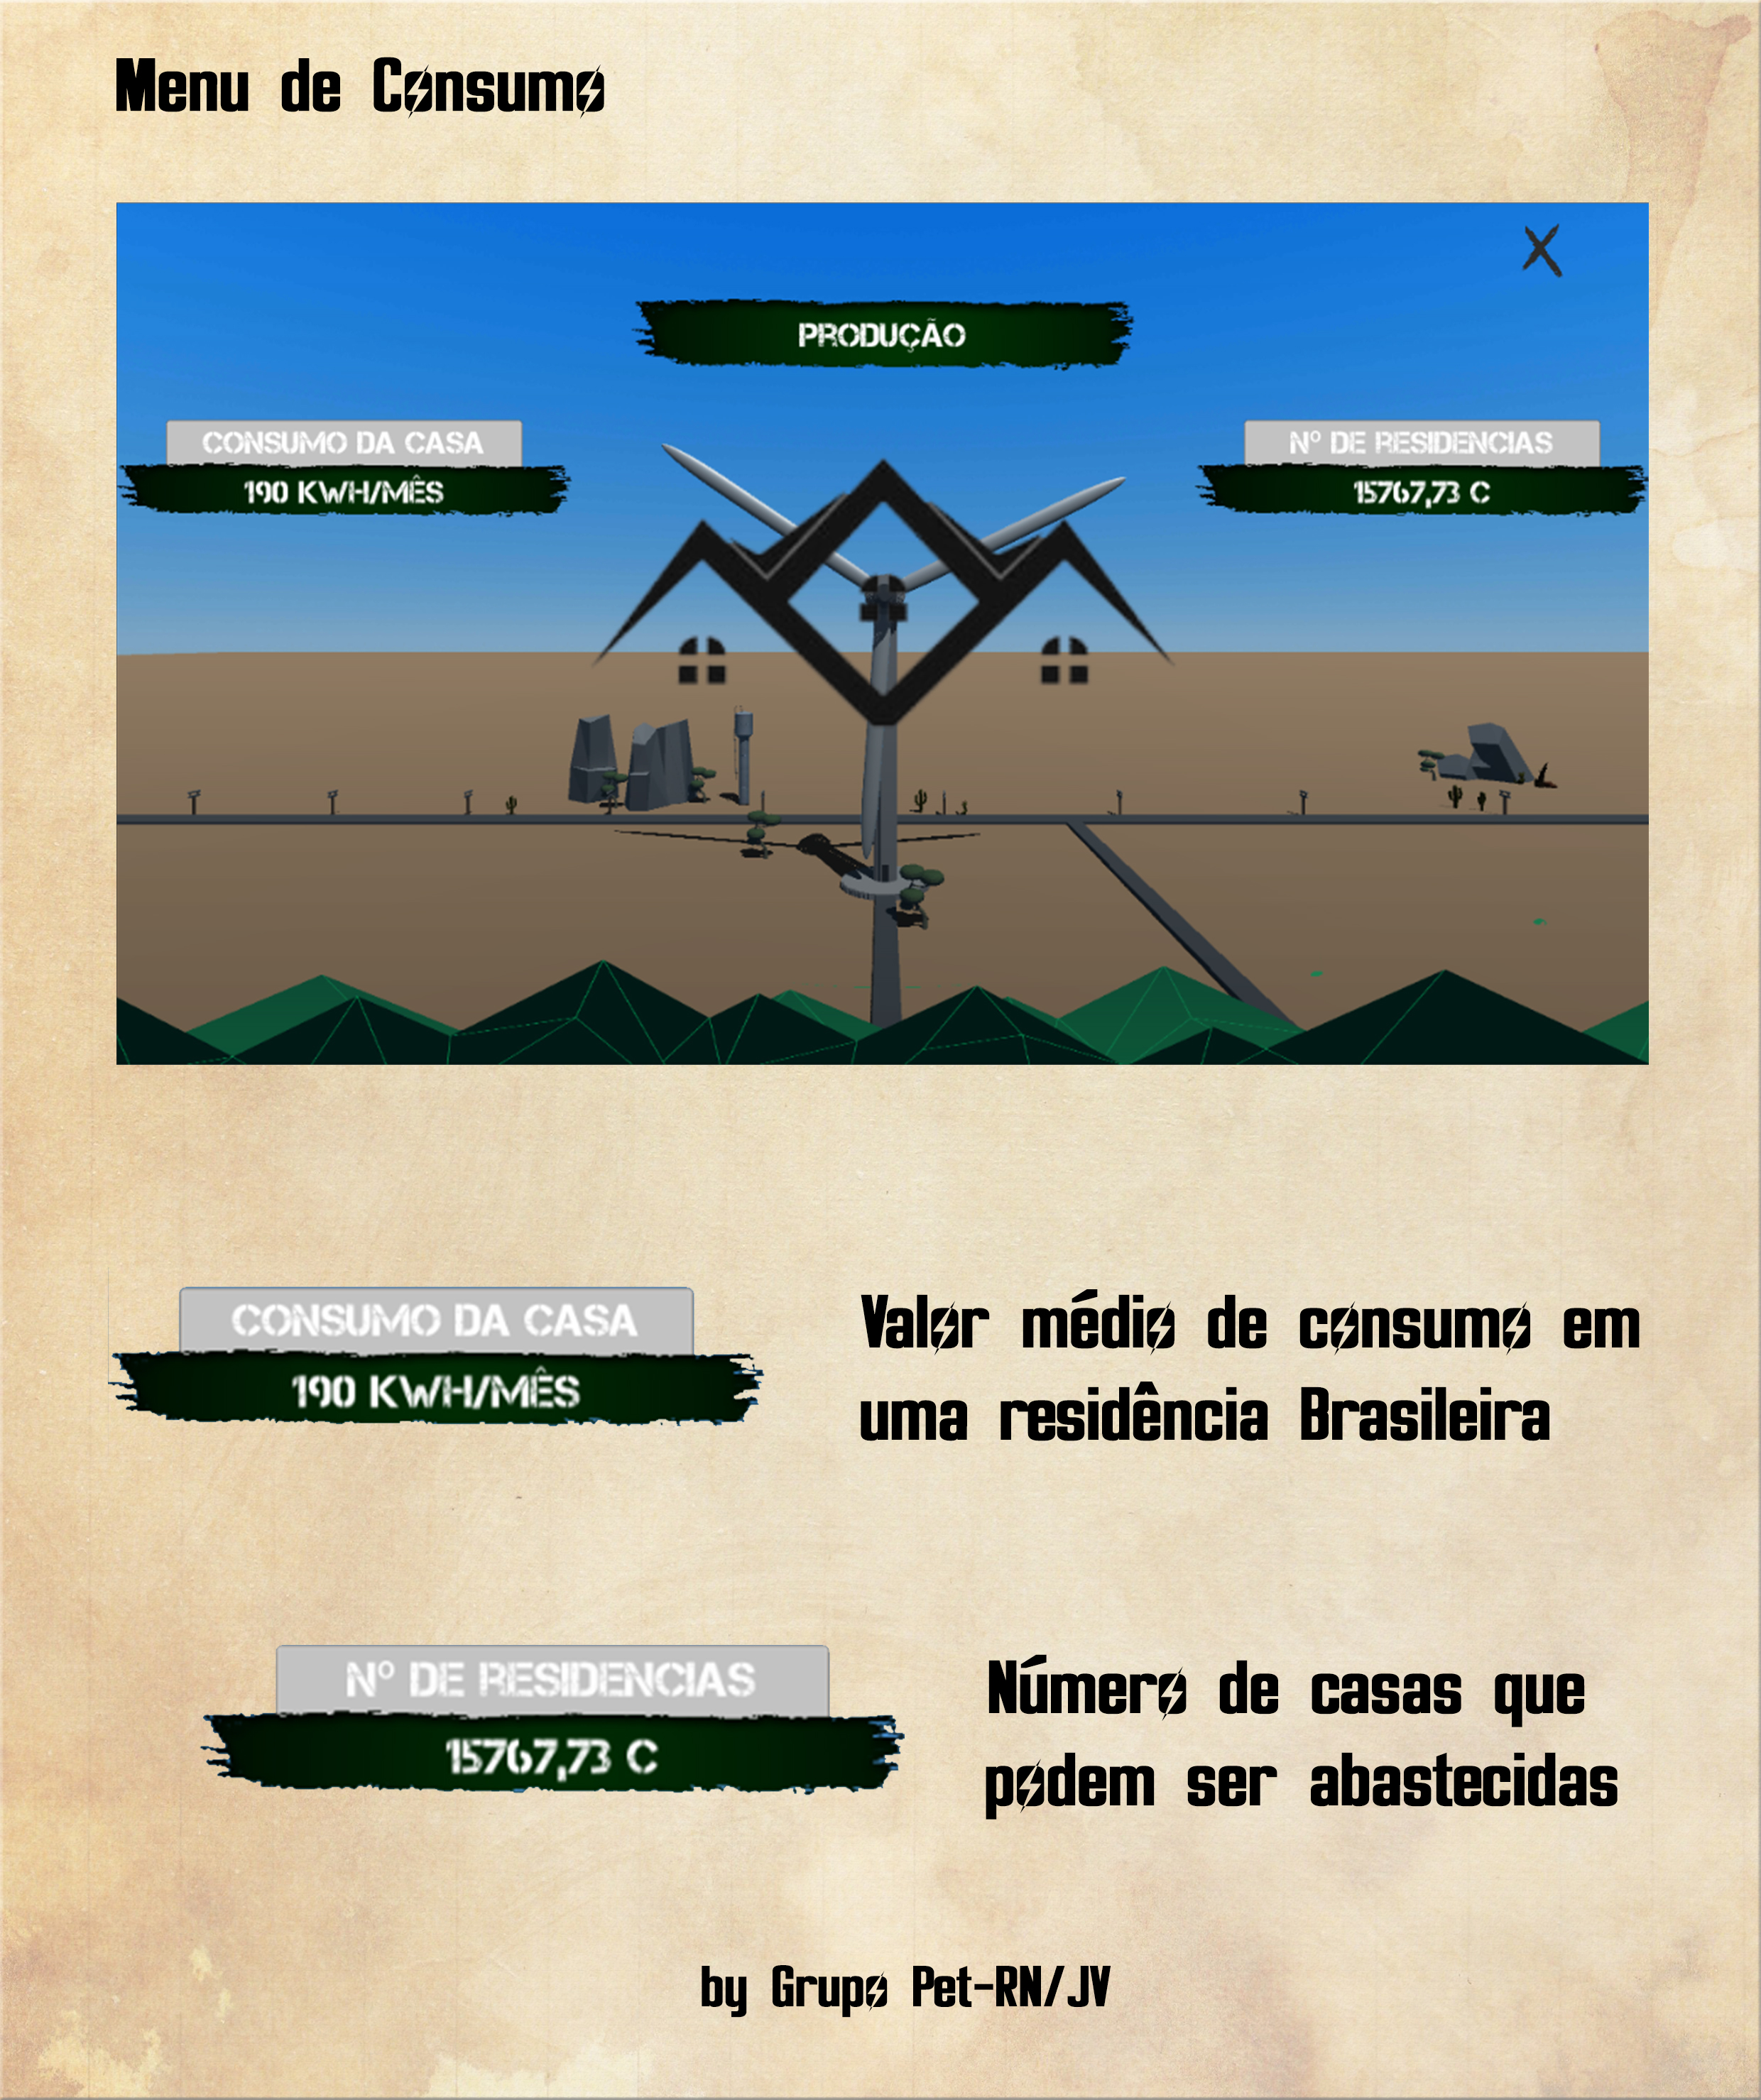 Menu de Consumo
X
PRODUÇÃO
CONSUMO DA CASA
190 KWH/MÊS
Nº DE RESIDENCIAS
15767,73 C
CONSUMO DA CASA
190 KWH/MÊS
Valor médio de consumo em
uma residência Brasileira
Nº DE RESIDENCIAS
15767,73 C
Número de casas que
podem ser abastecidas
by Grupo Pet-RN/JV